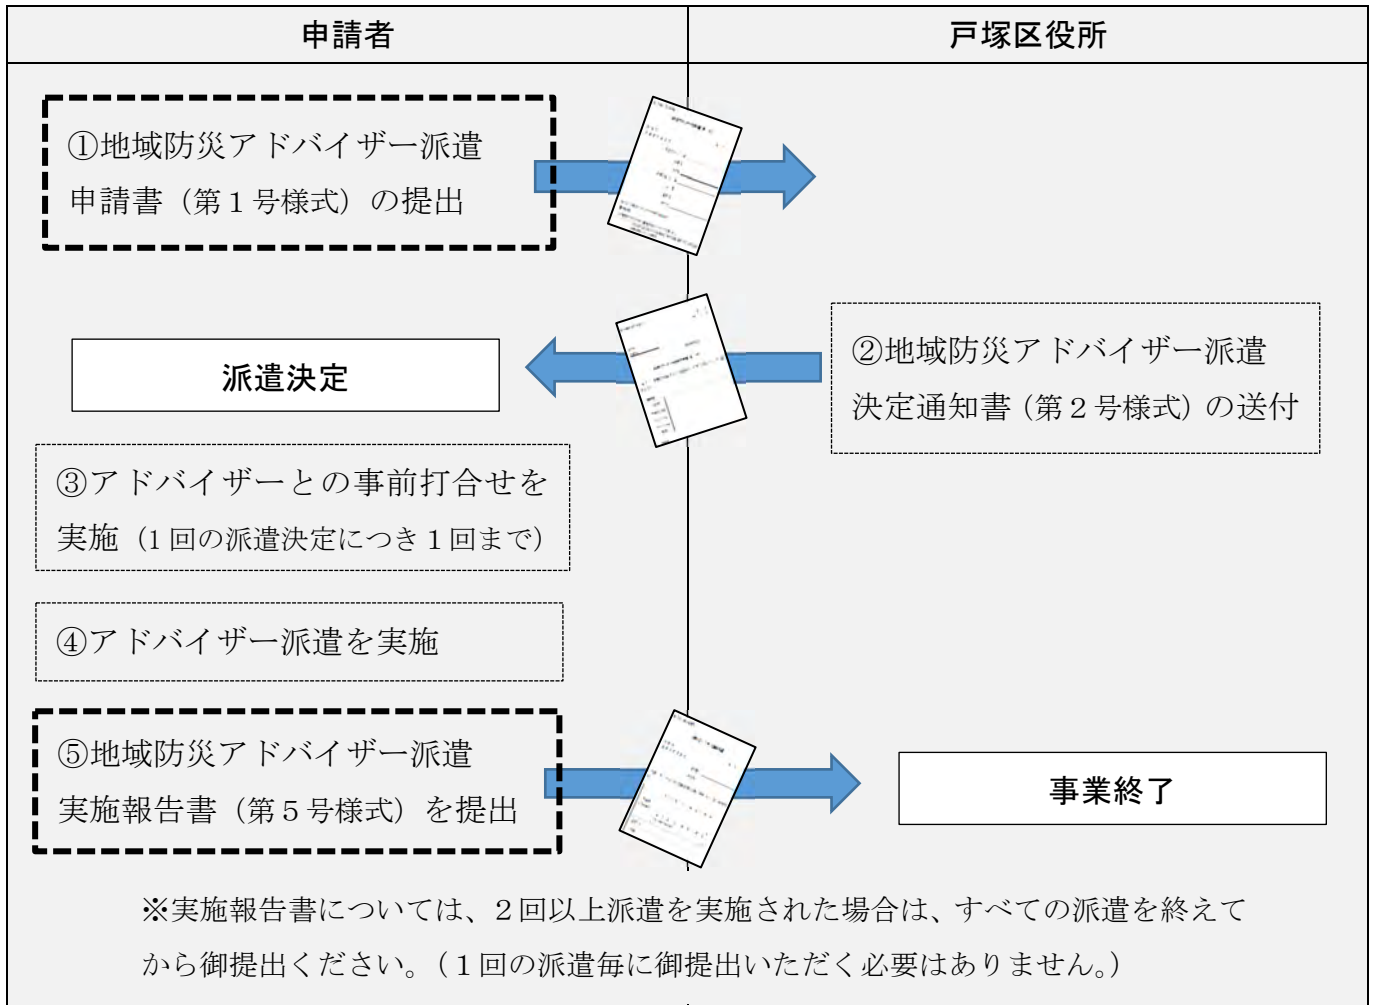 申請者
戸塚区役所
①地域防災アドバイザー派遣
申請書（第１号様式）の提出
②地域防災アドバイザー派遣
決定通知書（第２号様式）の送付
派遣決定
③アドバイザーとの事前打合せを
実施（1回の派遣決定につき１回まで）
④アドバイザー派遣を実施
⑤地域防災アドバイザー派遣
実施報告書（第５号様式）を提出
事業終了
※実施報告書については、２回以上派遣を実施された場合は、すべての派遣を終えて
から御提出ください。（１回の派遣毎に御提出いただく必要はありません。）